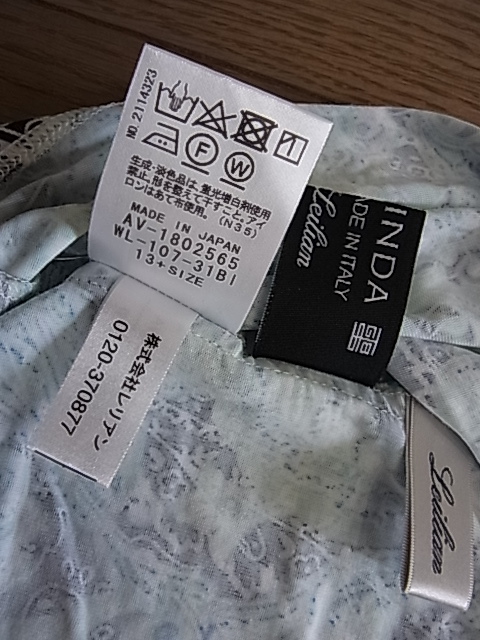 NO. 2114323
F
W
生成・淡色品は、蛍光増白剤使用
禁止。形を整えて干すこと。アイ
ロンはあて布使用。 (N35)
MADE IN JAPAN
AV-1802565
WL-107-31BI
13+SIZE
INDA
ADE IN ITALY
Leilian
株式会社レリアン
0120-370877
Leilian